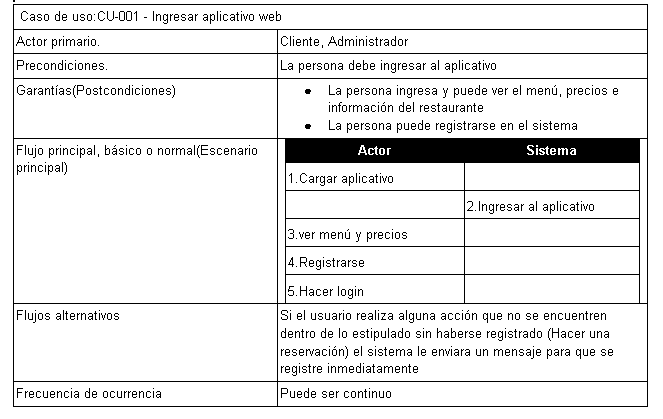 Caso de uso:CU-001 - Ingresar aplicativo web
Actor primario.
Cliente, Administrador
Precondiciones.
La persona debe ingresar al aplicativo
Garantías(Postcondiciones)
● La persona ingresa y puede ver el menú, precios e
información del restaurante
● La persona puede registrarse en el sistema
Flujo principal, básico o normal(Escenario
principal)
Actor Sistema
1.Cargar aplicativo
2.Ingresar al aplicativo
3.ver menú y precios
4.Registrarse
5.Hacer login
Flujos alternativos
Si el usuario realiza alguna acción que no se encuentren
dentro de lo estipulado sin haberse registrado (Hacer una
reservación) el sistema le enviara un mensaje para que se
registre inmediatamente
Frecuencia de ocurrencia
Puede ser continuo